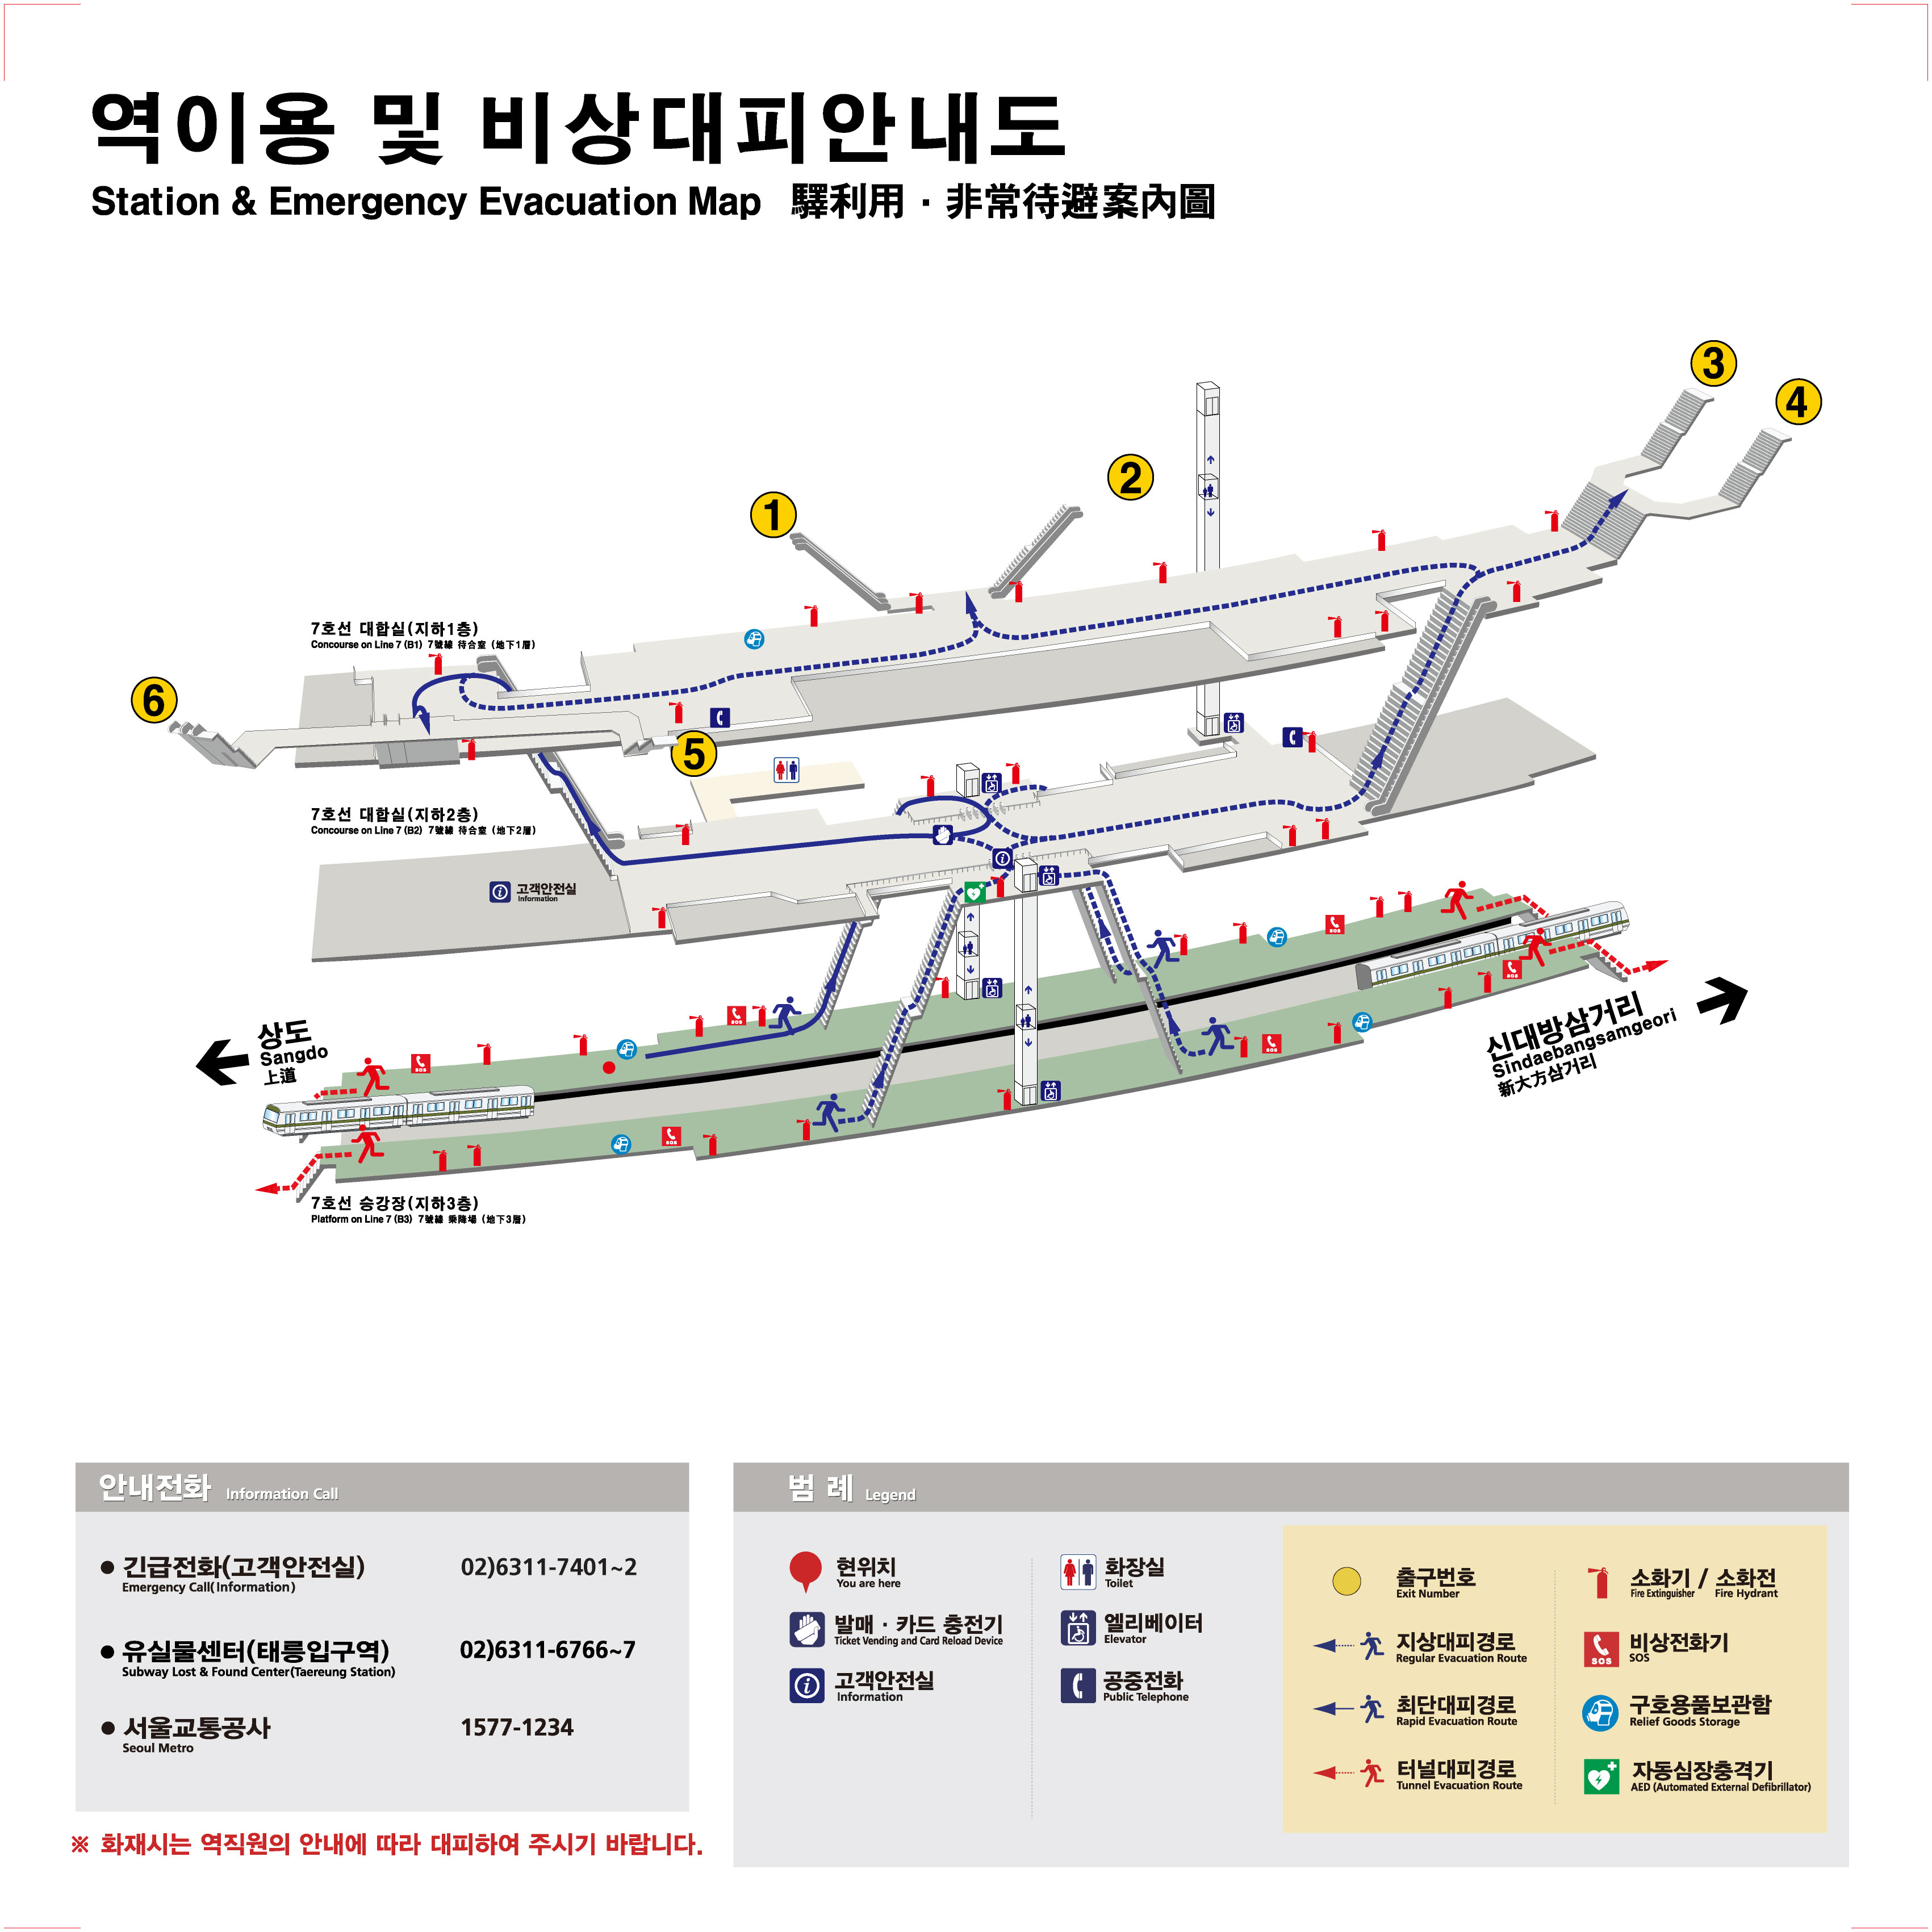 역이용 및 비상대피안내도
Station & Emergency Evacuation Map 驛利用 · 非常待避案內圖
3
4
2
1
7호선 대합실(지하1층)
Concourse on Line 7 (B1) 7號線 待合室 (地下1層)
6
5
7호선 대합실(지하2층)
Concourse on Line 7 (B2) 7號線 待合室 (地下2層)
고객안전실
Information
SOS
SOS
SOS
SOS
SOS
SOS
상도
Sangdo
上道
신대방삼거리
Sindaebangsamgeori
新大方삼거리
7호선 승강장(지하3층)
Platform on Line 7 (B3) 7號線 乘降場 (地下3層)
안내전화 Information Call
● 긴급전화(고객안전실) 02)6311-7401~2
Emergency Call(Information)
● 유실물센터(태릉입구역) 02)6311-6766~7
Subway Lost & Found Center(Taereung Station)
● 서울교통공사 1577-1234
Seoul Metro
※ 화재시는 역직원의 안내에 따라 대피하여 주시기 바랍니다.
범 례 Legend
현위치
You are here
발매 · 카드 충전기
Ticket Vending and Card Reload Device
고객안전실
Information
화장실
Toilet
엘리베이터
Elevator
공중전화
Public Telephone
출구번호
Exit Number
지상대피경로
Regular Evacuation Route
최단대피경로
Rapid Evacuation Route
터널대피경로
Tunnel Evacuation Route
소화기 / 소화전
Fire Extinguisher / Fire Hydrant
SOS
비상전화기
SOS
구호용품보관함
Relief Goods Storage
자동심장충격기
AED (Automated External Defibrillator)